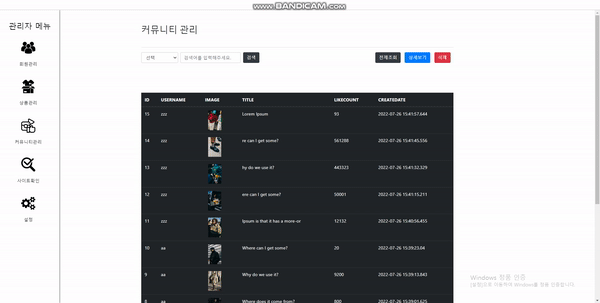 www.BANDICAM.com
관리자 메뉴
회원관리
상품관리
커뮤니티관리
사이트확인
설정
커뮤니티 관리
선택
검색어를 입력해주세요.
검색
전체조회
상세보기
삭제
ID USERNAME IMAGE TITLE LIKECOUNT CREATEDATE
15 zzz Lorem Ipsum 93 2022-07-26 15:41:57.644
14 zzz re can I get some? 561288 2022-07-26 15:41:45.556
13 zzz hy do we use it? 443323 2022-07-26 15:41:32.329
12 zzz ere can I get some? 50001 2022-07-26 15:41:15.211
11 zzz Ipsum is that it has a more-or 12132 2022-07-26 15:40:56.455
10 aa Where can I get some? 20 2022-07-26 15:39:23.04
9 aa Why do we use it? 9200 2022-07-26 15:39:13.843
8 aa Where does it come from? 800 2022-07-26 15:39:01.625
Windows 정품 인증
[설정]으로 이동하여 Windows를 정품 인증합니다.